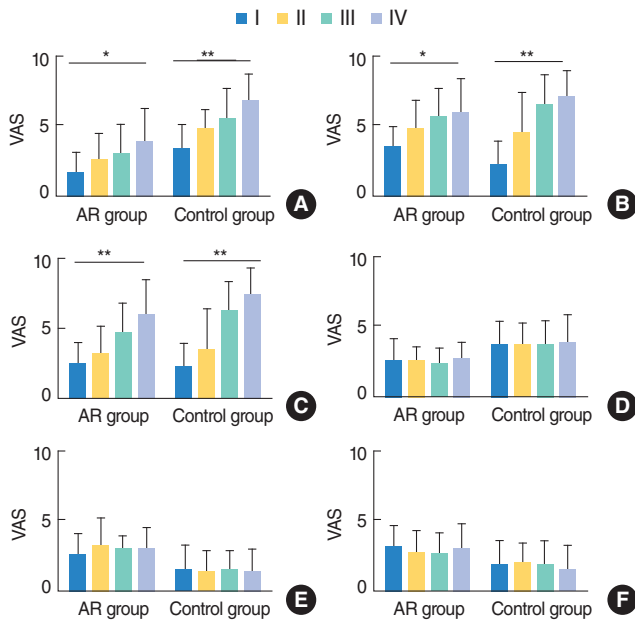 I II III IV
* **
10
5
0
VAS
AR group Control group
A
* **
10
5
0
VAS
AR group Control group
B
** **
10
5
0
VAS
AR group Control group
C
10
5
0
VAS
AR group Control group
D
10
5
0
VAS
AR group Control group
E
10
5
0
VAS
AR group Control group
F